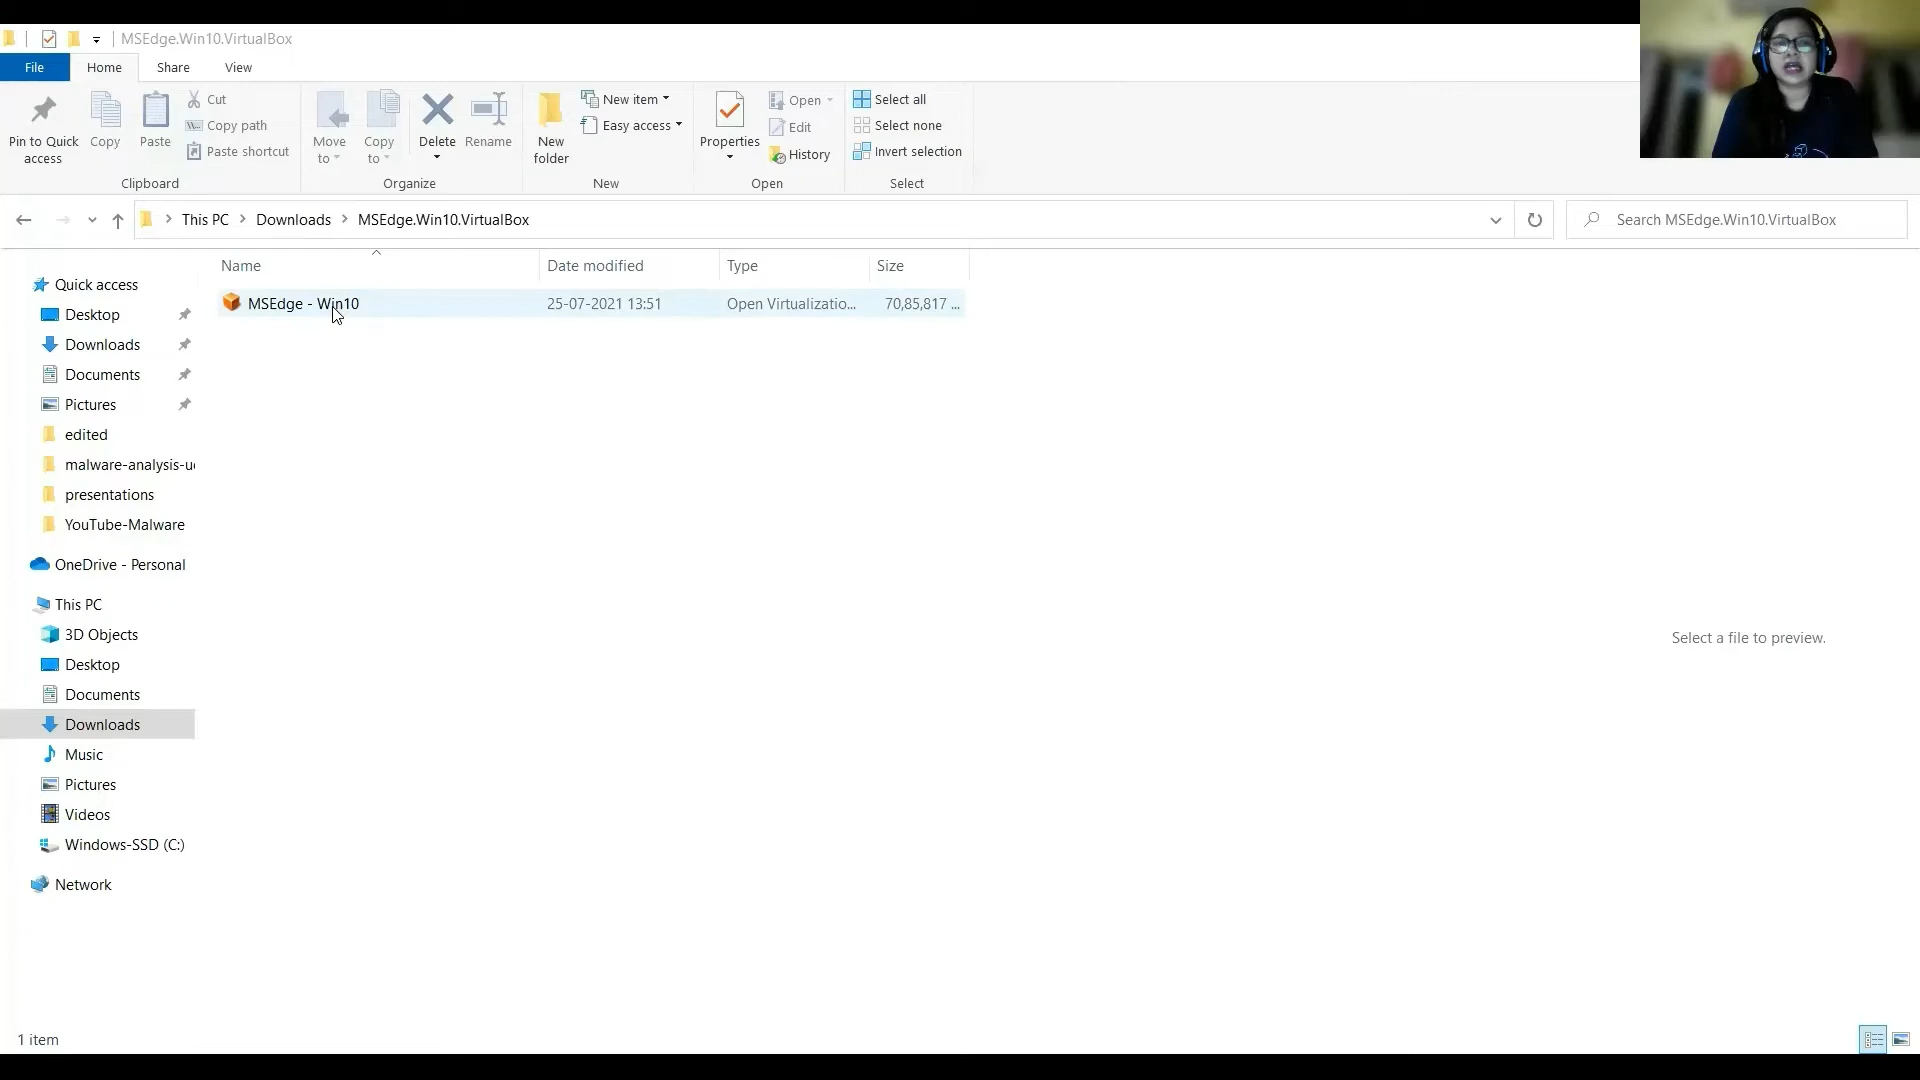 MSEdge.Win10.VirtualBox
File
Home
Share
View
Pin to Quick
access
Copy
Paste
Cut
Copy path
Paste shortcut
Clipboard
Move
to
Copy
to
Delete
Rename
Organize
New
folder
New item
Easy access
New
Properties
Open
Edit
History
Open
Select all
Select none
Invert selection
Select
This PC
Downloads
MSEdge.Win10.VirtualBox
Search MSEdge.Win10.VirtualBox
Name
Date modified
Type
Size
MSEdge - Win10
25-07-2021 13:51
Open Virtualizatio...
70,85,817 ...
Quick access
Desktop
Downloads
Documents
Pictures
edited
malware-analysis-u
presentations
YouTube-Malware
OneDrive - Personal
This PC
3D Objects
Desktop
Documents
Downloads
Music
Pictures
Videos
Windows-SSD (C:)
Network
Select a file to preview.
1 item